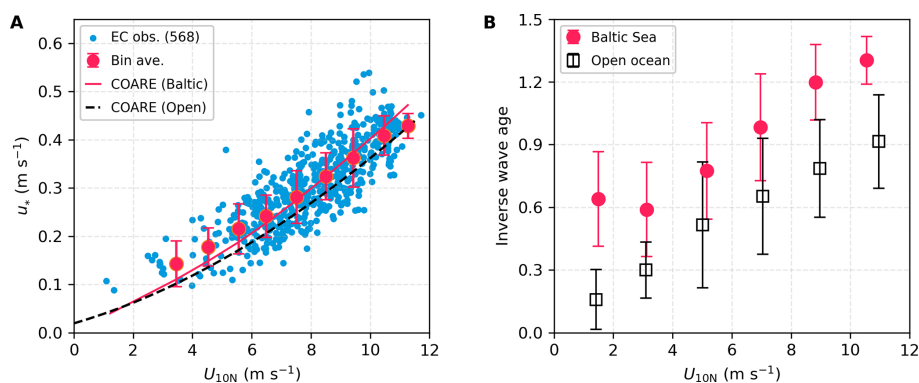 A
EC obs. (568)
Bin ave.
COARE (Baltic)
COARE (Open)
u* (m s⁻¹)
0.6
0.5
0.4
0.3
0.2
0.1
0.0
0 2 4 6 8 10 12
U10N (m s⁻¹)
B
Baltic Sea
Open ocean
Inverse wave age
1.5
1.2
0.9
0.6
0.3
0.0
0 2 4 6 8 10 12
U10N (m s⁻¹)